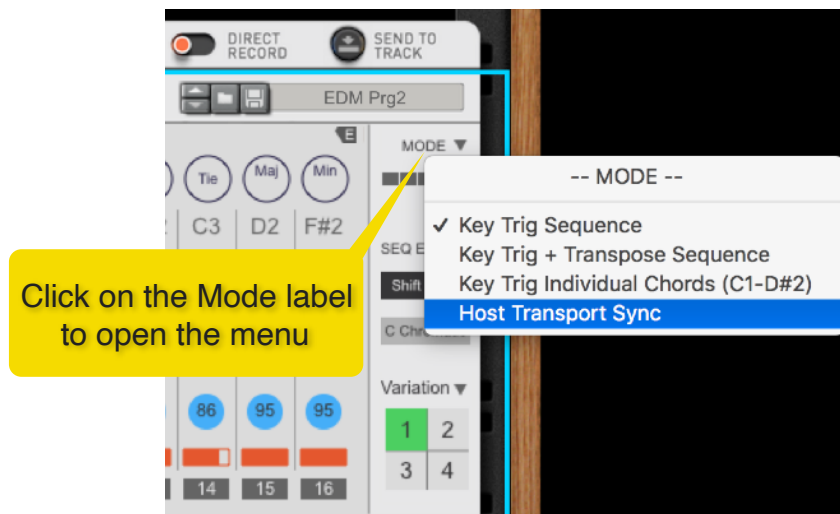 DIRECT
RECORD
SEND TO
TRACK
EDM Prg2
E
MODE
-- MODE --
✓ Key Trig Sequence
Key Trig + Transpose Sequence
Key Trig Individual Chords (C1-D#2)
Host Transport Sync
Tie Maj Min
C3 D2 F#2
SEQ E
Shift
C Chr
Click on the Mode label
to open the menu
Variation
86 95 95
1 2
3 4
14 15 16